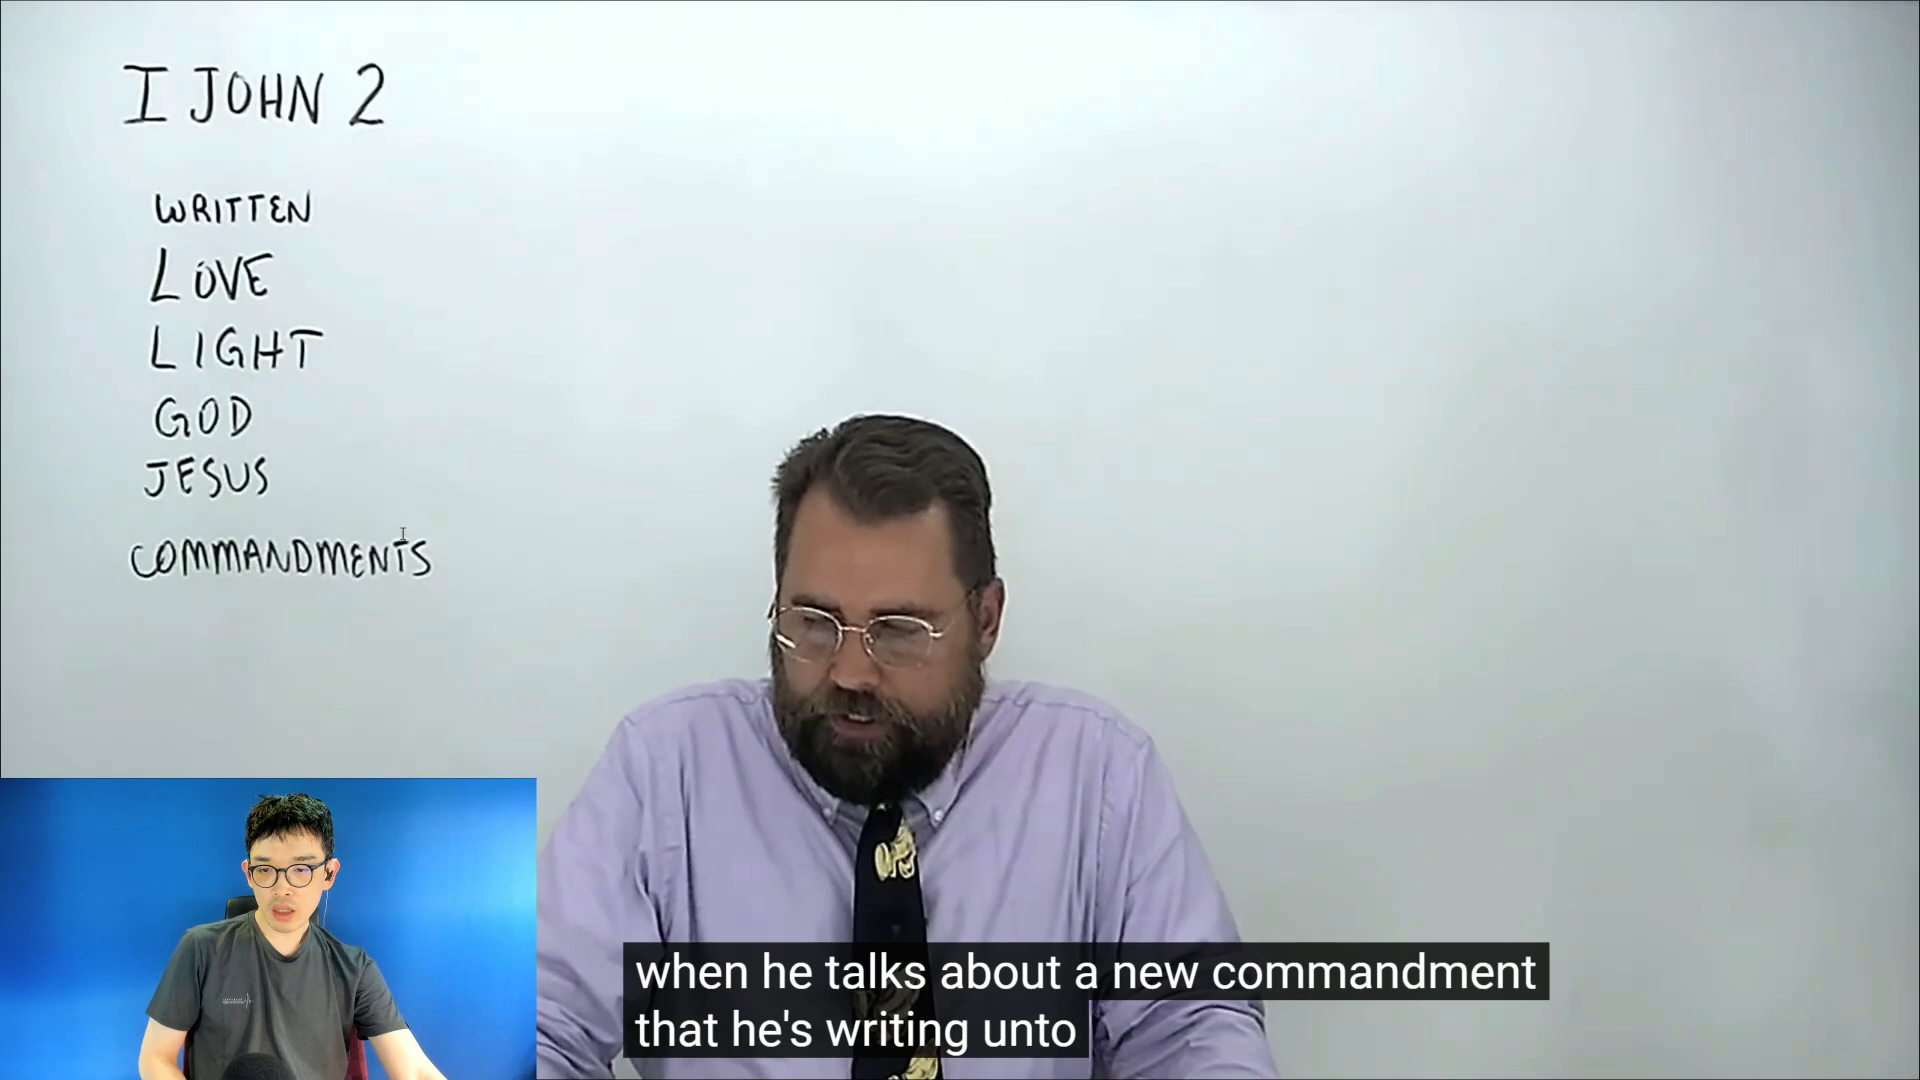 I JOHN 2
WRITTEN
LOVE
LIGHT
GOD
JESUS
COMMANDMENTS
when he talks about a new commandment
that he's writing unto